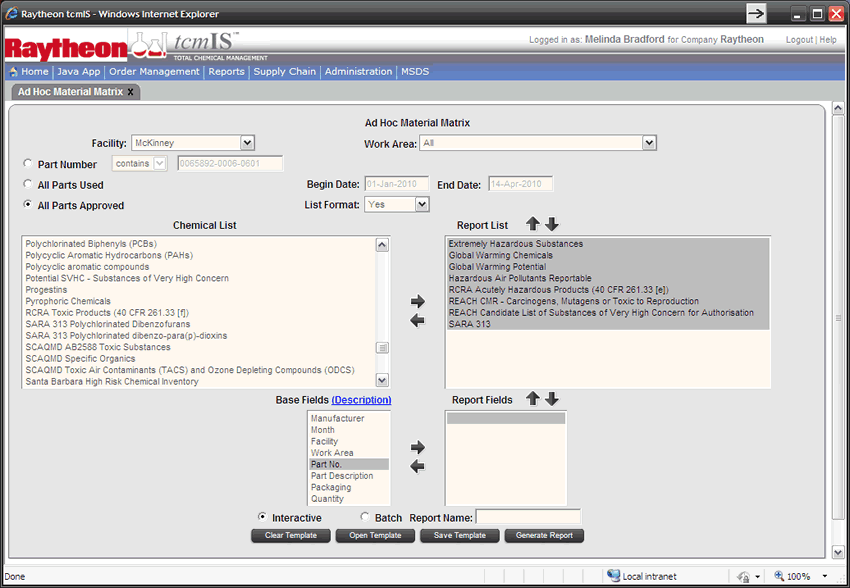 Raytheon tcmIS - Windows Internet Explorer
Raytheon tcmIS™
TOTAL CHEMICAL MANAGEMENT
Logged in as: Melinda Bradford for Company Raytheon Logout | Help
Home | Java App | Order Management | Reports | Supply Chain | Administration | MSDS
Ad Hoc Material Matrix X
Ad Hoc Material Matrix
Facility: McKinney Work Area: All
Part Number contains 0065892-0006-0601
All Parts Used Begin Date: 01-Jan-2010 End Date: 14-Apr-2010
All Parts Approved List Format: Yes
Chemical List
Polychlorinated Biphenyls (PCBs)
Polycyclic Aromatic Hydrocarbons (PAHs)
Polycyclic aromatic compounds
Potential SVHC - Substances of Very High Concern
Progestins
Pyrophoric Chemicals
RCRA Toxic Products (40 CFR 261.33 [f])
SARA 313 Polychlorinated Dibenzofurans
SARA 313 Polychlorinated dibenzo-para(p)-dioxins
SCAQMD AB2588 Toxic Substances
SCAQMD Specific Organics
SCAQMD Toxic Air Contaminants (TACS) and Ozone Depleting Compounds (ODCS)
Santa Barbara High Risk Chemical Inventory
Report List
Extremely Hazardous Substances
Global Warming Chemicals
Global Warming Potential
Hazardous Air Pollutants Reportable
RCRA Acutely Hazardous Products (40 CFR 261.33 [e])
REACH CMR - Carcinogens, Mutagens or Toxic to Reproduction
REACH Candidate List of Substances of Very High Concern for Authorisation
SARA 313
Base Fields (Description)
Manufacturer
Month
Facility
Work Area
Part No.
Part Description
Packaging
Quantity
Report Fields
Interactive Batch Report Name:
Clear Template Open Template Save Template Generate Report
Done Local intranet 100%